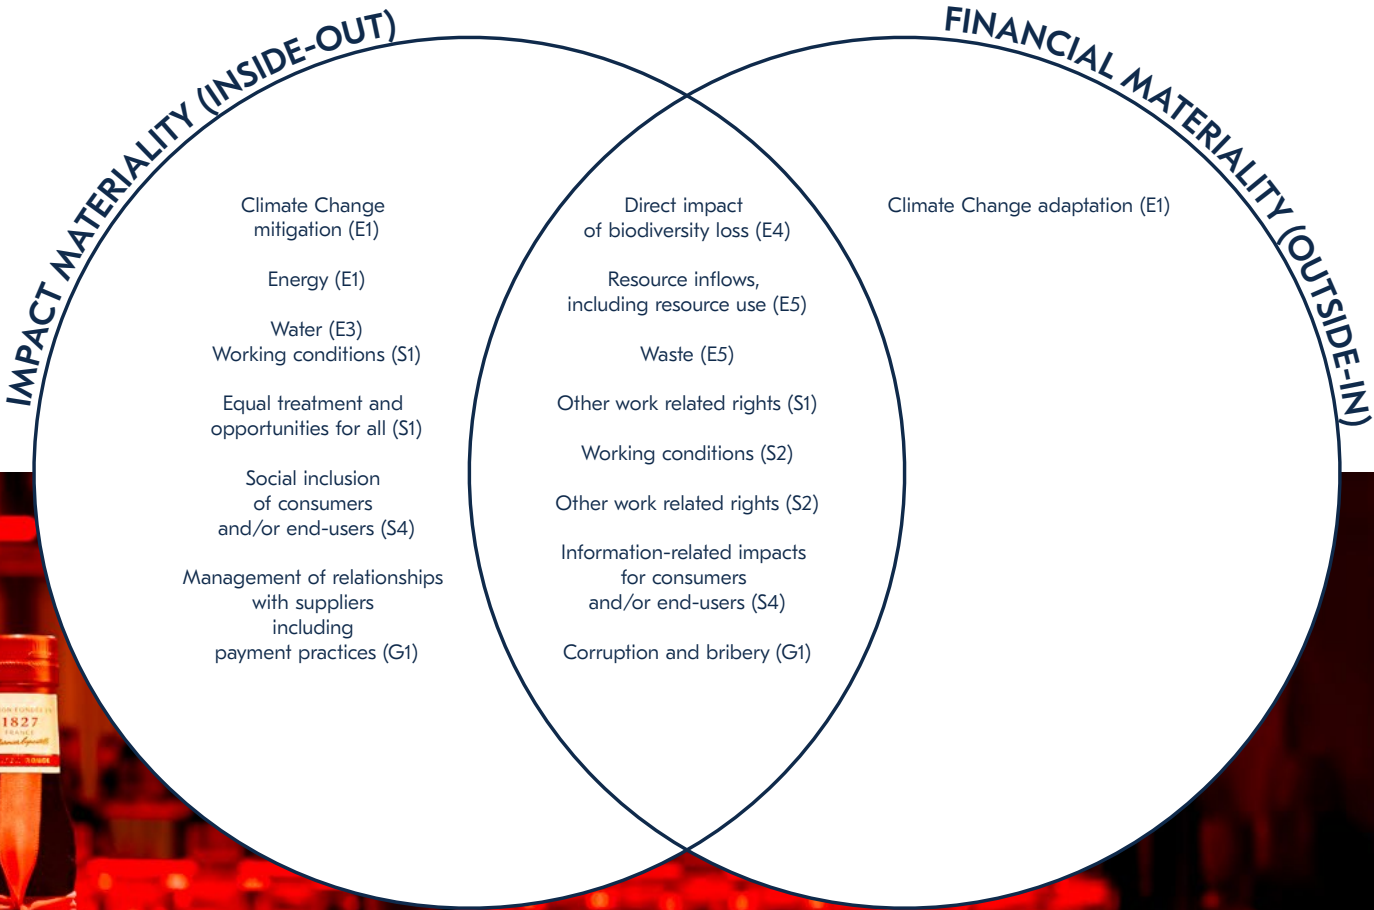 IMPACT MATERIALITY (INSIDE-OUT)
FINANCIAL MATERIALITY (OUTSIDE-IN)
Climate Change
mitigation (E1)
Energy (E1)
Water (E3)
Working conditions (S1)
Equal treatment and
opportunities for all (S1)
Social inclusion
of consumers
and/or end-users (S4)
Management of relationships
with suppliers
including
payment practices (G1)
Direct impact
of biodiversity loss (E4)
Resource inflows,
including resource use (E5)
Waste (E5)
Other work related rights (S1)
Working conditions (S2)
Other work related rights (S2)
Information-related impacts
for consumers
and/or end-users (S4)
Corruption and bribery (G1)
Climate Change adaptation (E1)
1827
FRANCE